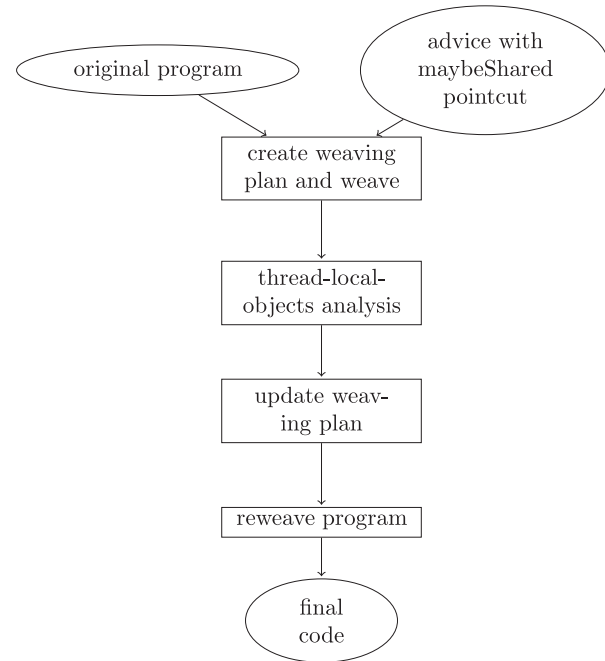 original program
advice with
maybeShared
pointcut
create weaving
plan and weave
thread-local-
objects analysis
update weav-
ing plan
reweave program
final
code